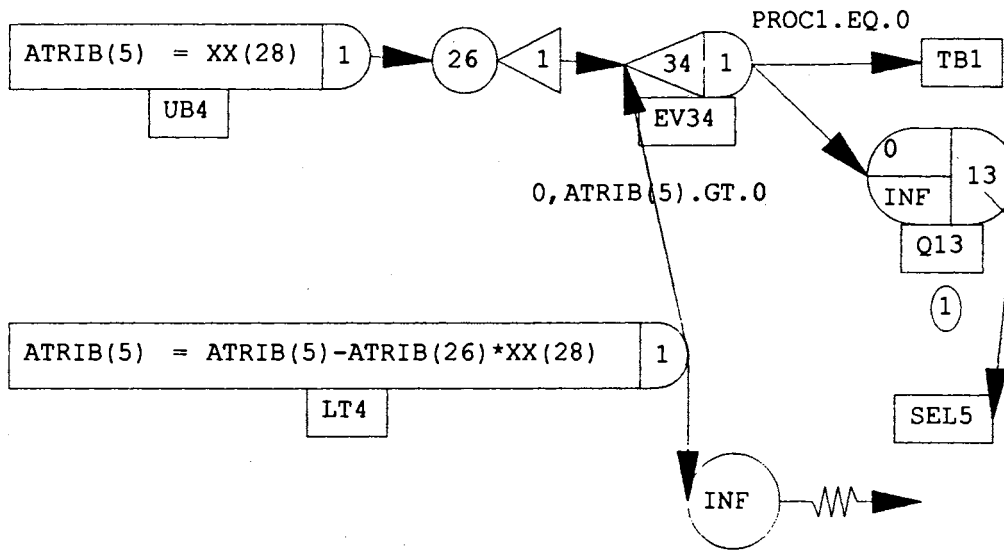 PROC1.EQ.0
ATRIB(5) = XX(28) 1 26 1 34 1 TB1
UB4 EV34
0
0,ATRIB(5).GT.0 INF 13
Q13
1
ATRIB(5) = ATRIB(5)-ATRIB(26)*XX(28) 1
LT4 SEL5
INF